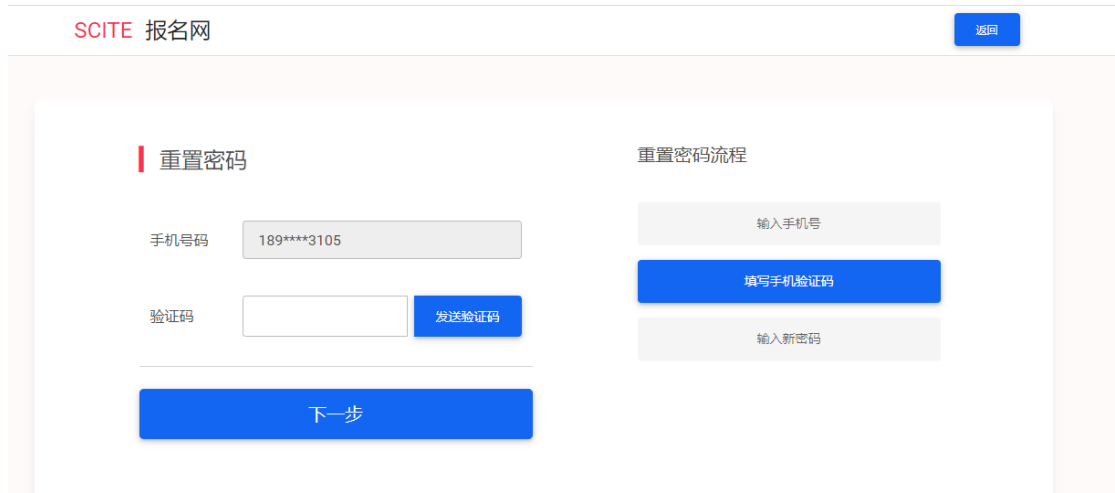 SCITE 报名网
返回
重置密码
手机号码 189****3105
验证码
发送验证码
下一步
重置密码流程
输入手机号
填写手机验证码
输入新密码